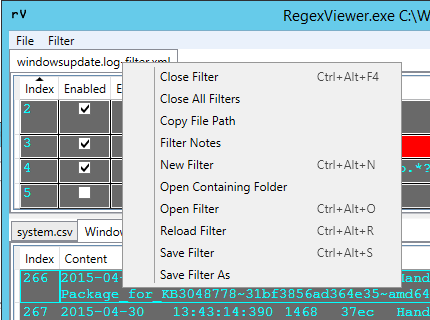 rV RegexViewer.exe C:\W
File Filter
windowsupdate.log-filter.xml
Index Enabled E
2
3
4 o.*?
5
Close Filter Ctrl+Alt+F4
Close All Filters
Copy File Path
Filter Notes
New Filter Ctrl+Alt+N
Open Containing Folder
Open Filter Ctrl+Alt+O
Reload Filter Ctrl+Alt+R
Save Filter Ctrl+Alt+S
Save Filter As
system.csv Window
Index Content
266 2015-04- Hand
Package_for_KB3048778~31bf3856ad364e35~amd64
267 2015-04-30 13:43:14:390 1468 37ec Hand